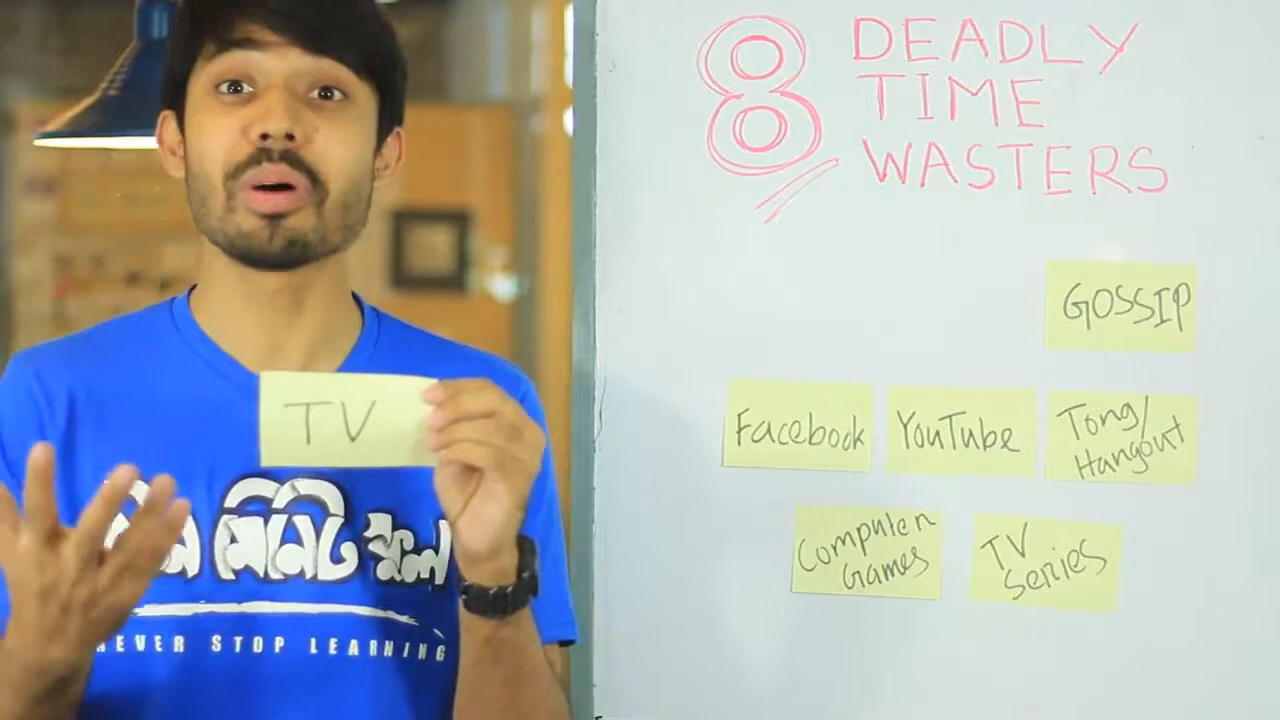 8 DEADLY
TIME
WASTERS
GOSSIP
TV
Facebook
YouTube
Tong/
Hangout
Computer
Games
TV
Series
মিনিট স্কুল
NEVER STOP LEARNING